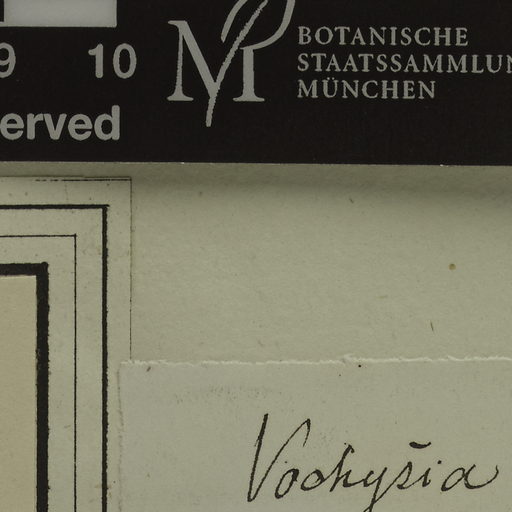 9 10
erved
BOTANISCHE
STAATSSAMMLUN
MÜNCHEN
Vochysia